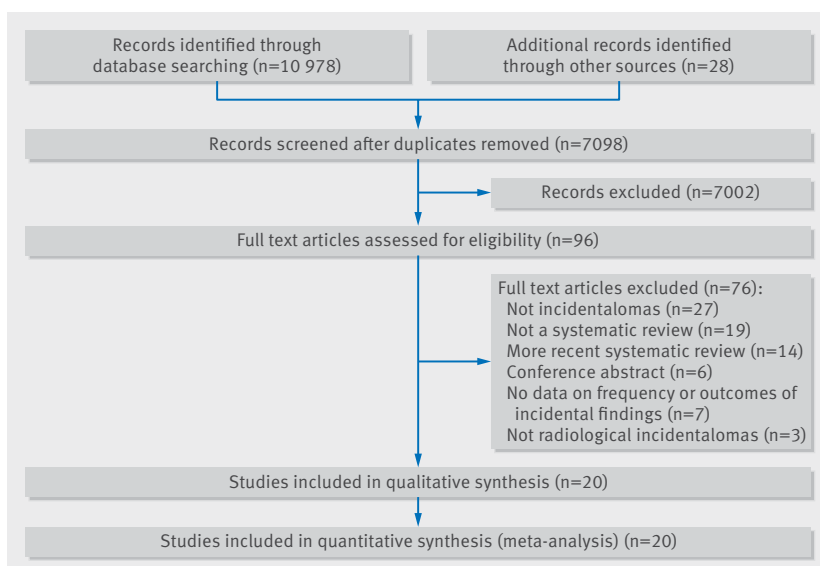 Records identified through
database searching (n=10 978)
Additional records identified
through other sources (n=28)
Records screened after duplicates removed (n=7098)
Records excluded (n=7002)
Full text articles assessed for eligibility (n=96)
Full text articles excluded (n=76):
Not incidentalomas (n=27)
Not a systematic review (n=19)
More recent systematic review (n=14)
Conference abstract (n=6)
No data on frequency or outcomes of
incidental findings (n=7)
Not radiological incidentalomas (n=3)
Studies included in qualitative synthesis (n=20)
Studies included in quantitative synthesis (meta-analysis) (n=20)